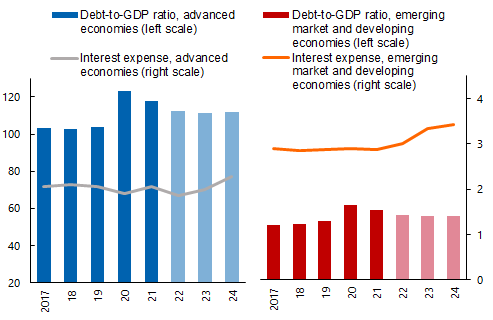 Debt-to-GDP ratio, advanced
economies (left scale)
Interest expense, advanced
economies (right scale)
Debt-to-GDP ratio, emerging
market and developing
economies (left scale)
Interest expense, emerging
market and developing
economies (right scale)
120
100
80
60
40
20
2017
18
19
20
21
22
23
24
4
3
2
1
0
2017
18
19
20
21
22
23
24